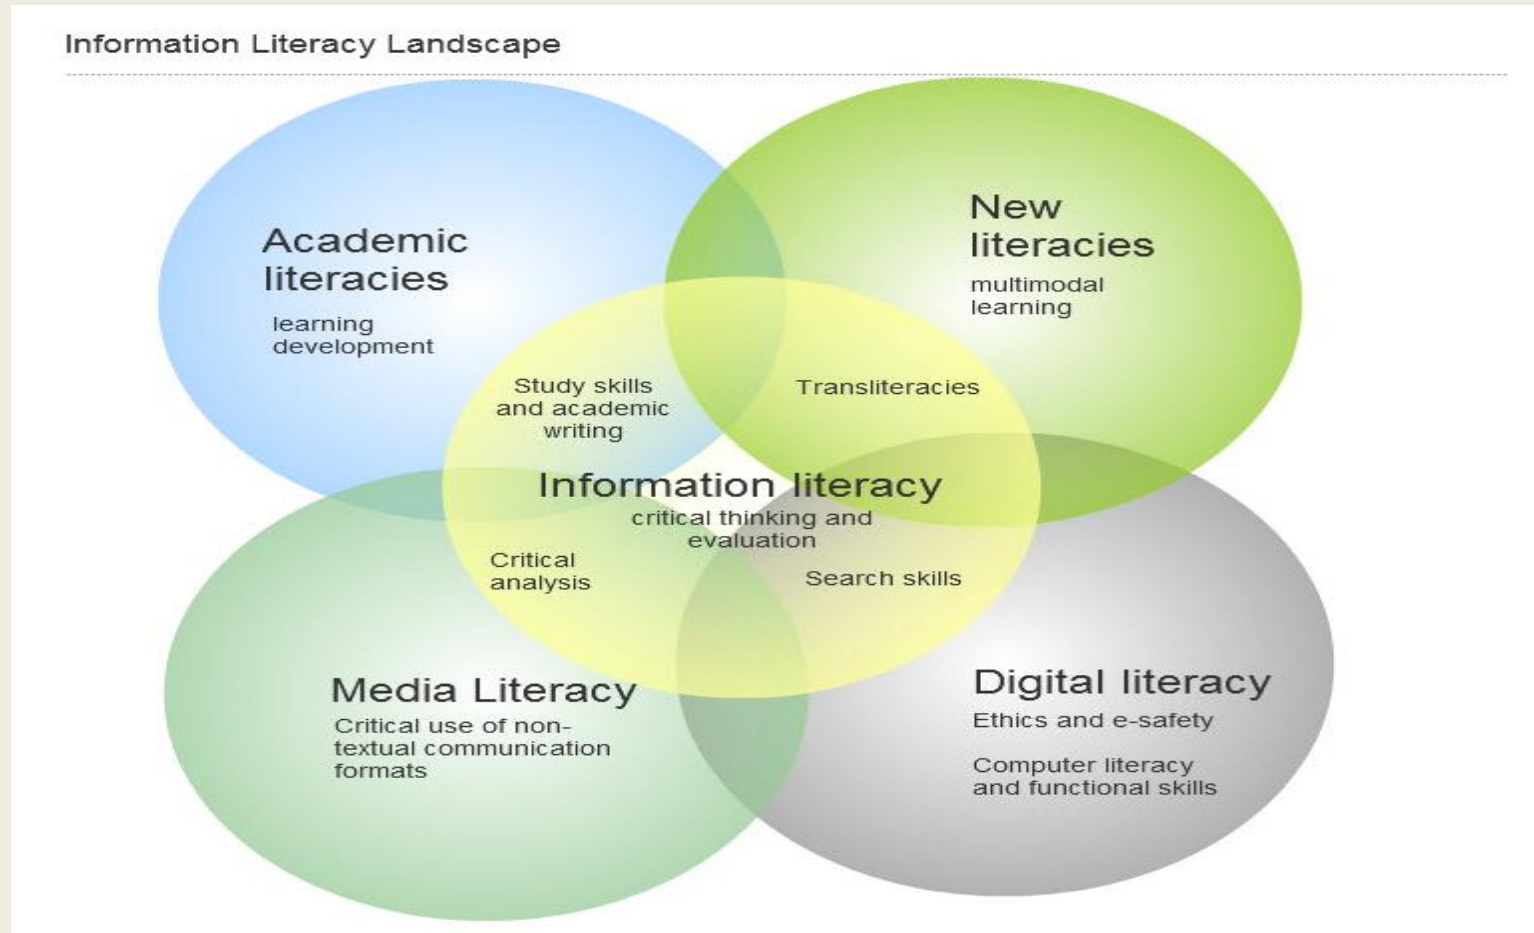 Information Literacy Landscape
Academic
literacies
learning
development
New
literacies
multimodal
learning
Study skills
and academic
writing
Transliteracies
Information literacy
critical thinking and
evaluation
Critical
analysis
Search skills
Media Literacy
Critical use of non-
textual communication
formats
Digital literacy
Ethics and e-safety
Computer literacy
and functional skills